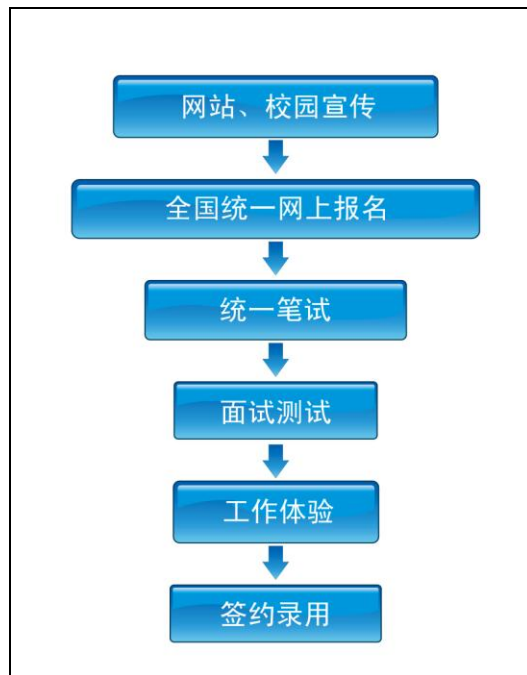 网站、校园宣传
全国统一网上报名
统一笔试
面试测试
工作体验
签约录用